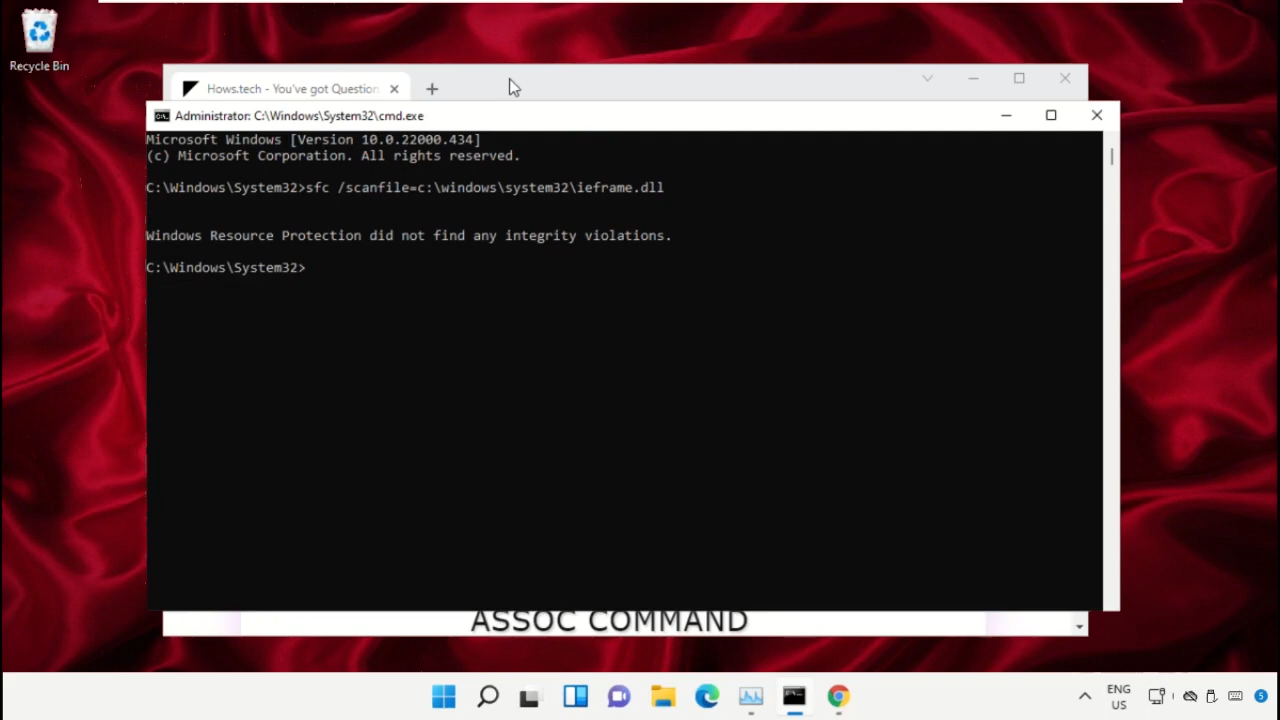 Recycle Bin
Hows.tech - You've got Question
Administrator: C:\Windows\System32\cmd.exe
Microsoft Windows [Version 10.0.22000.434]
(c) Microsoft Corporation. All rights reserved.
C:\Windows\System32>sfc /scanfile=c:\windows\system32\ieframe.dll
Windows Resource Protection did not find any integrity violations.
C:\Windows\System32>
ASSOC COMMAND
ENG
US
5